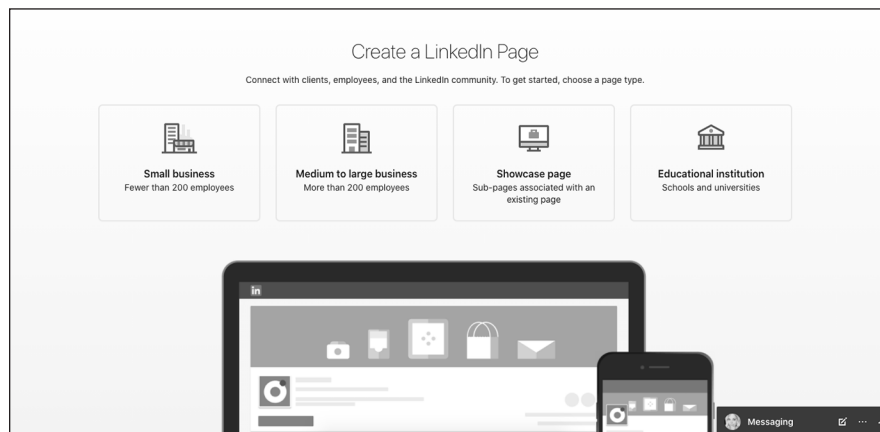 Create a LinkedIn Page
Connect with clients, employees, and the LinkedIn community. To get started, choose a page type.
Small business
Fewer than 200 employees
Medium to large business
More than 200 employees
Showcase page
Sub-pages associated with an
existing page
Educational institution
Schools and universities
in
Messaging